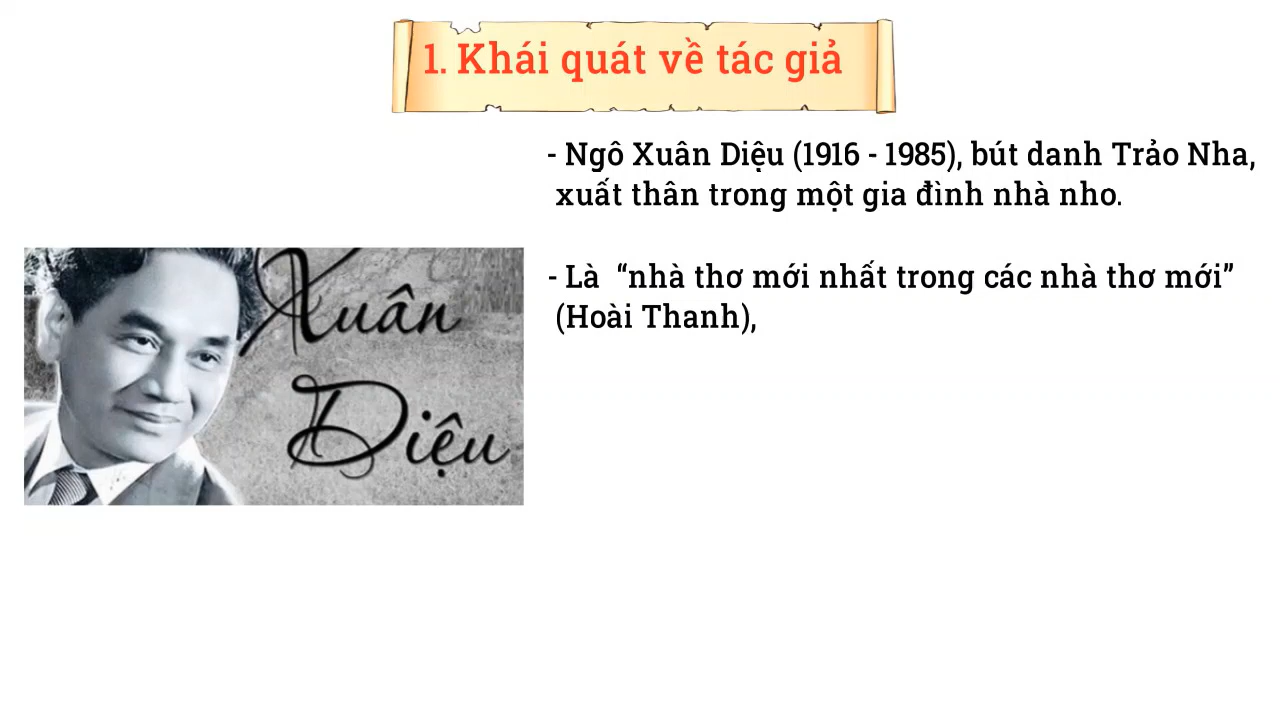 1. Khái quát về tác giả
- Ngô Xuân Diệu (1916 - 1985), bút danh Trảo Nha,
xuất thân trong một gia đình nhà nho.
- Là “nhà thơ mới nhất trong các nhà thơ mới”
(Hoài Thanh),
Xuân
Diệu